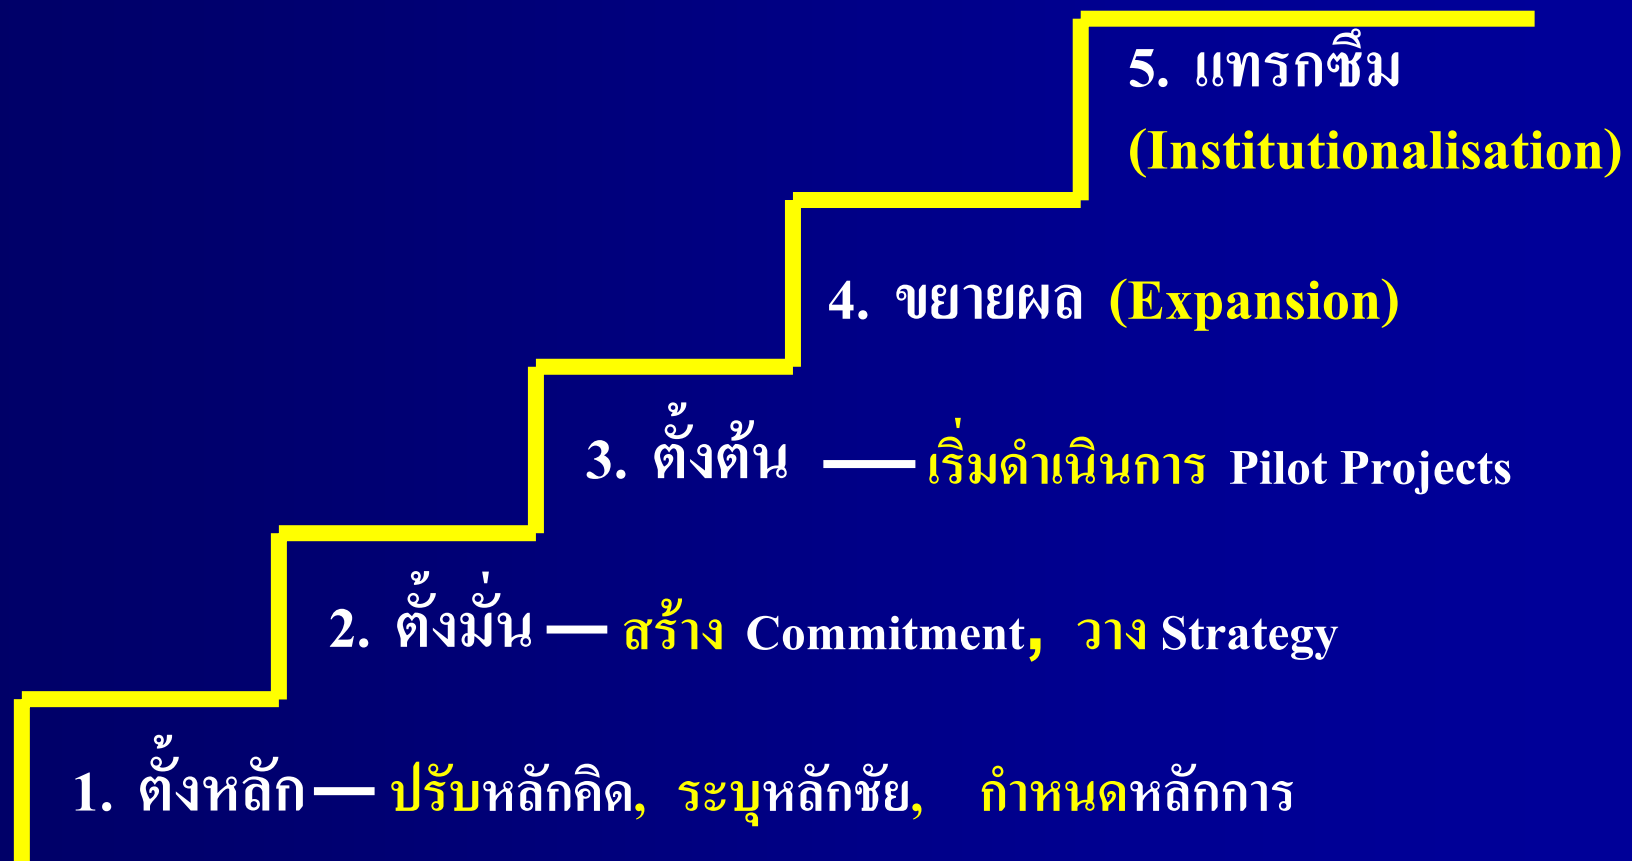 5. แทรกซึม
(Institutionalisation)
4. ขยายผล (Expansion)
3. ตั้งต้น — เริ่มดำเนินการ Pilot Projects
2. ตั้งมั่น — สร้าง Commitment, วาง Strategy
1. ตั้งหลัก — ปรับหลักคิด, ระบุหลักชัย, กำหนดหลักการ